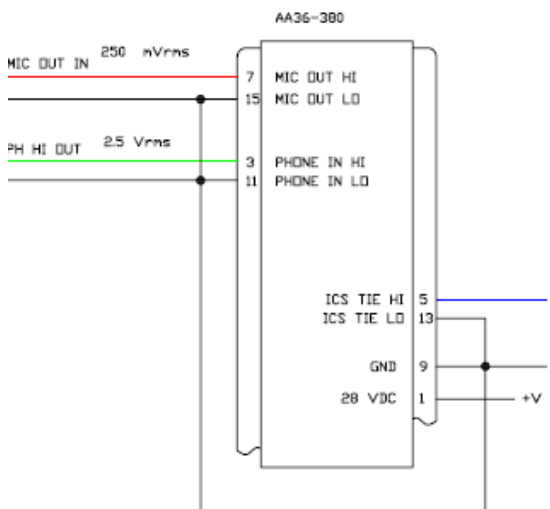 AA36-380
MIC OUT IN 250 mVrms
7 MIC OUT HI
15 MIC OUT LO
PH HI OUT 2.5 Vrms
3 PHONE IN HI
11 PHONE IN LO
ICS TIE HI 5
ICS TIE LO 13
GND 9
28 VDC 1 +V